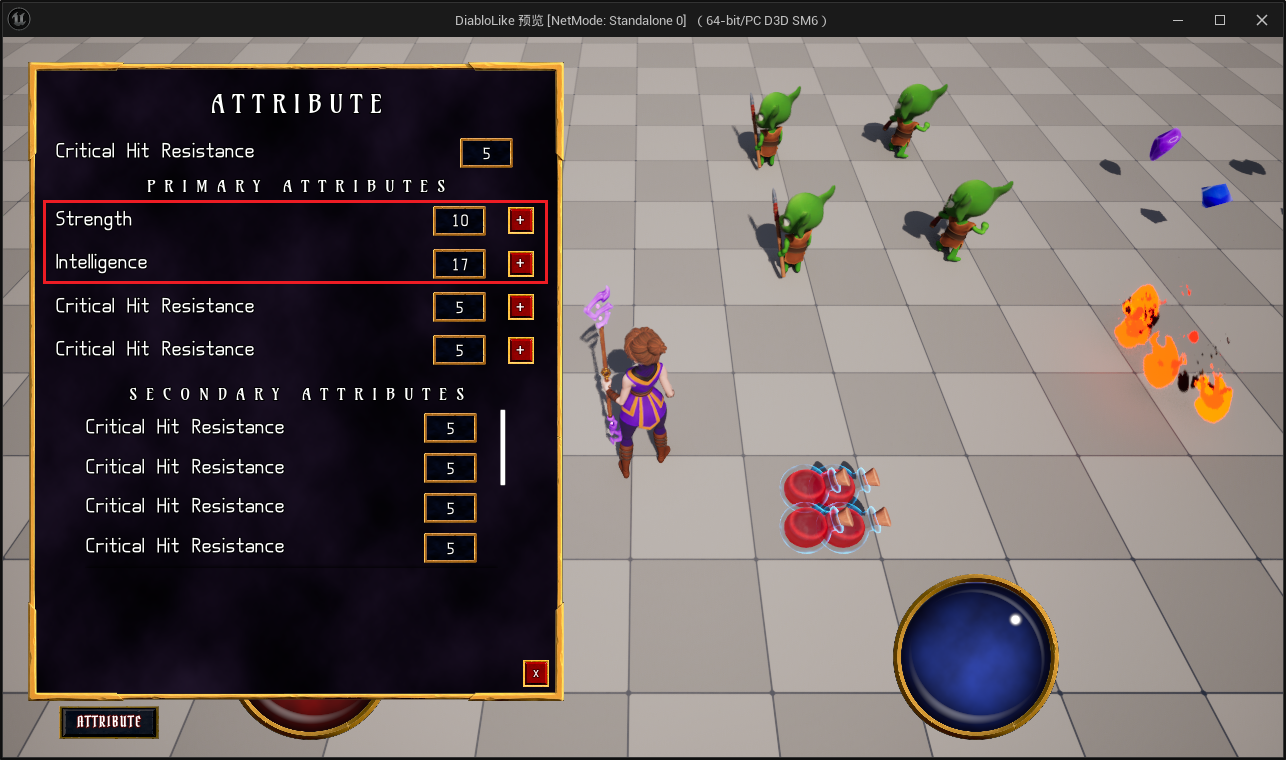 DiabloLike 预览 [NetMode: Standalone 0] ( 64-bit/PC D3D SM6 )
ATTRIBUTE
Critical Hit Resistance 5
PRIMARY ATTRIBUTES
Strength 10 +
Intelligence 17 +
Critical Hit Resistance 5 +
Critical Hit Resistance 5 +
SECONDARY ATTRIBUTES
Critical Hit Resistance 5
Critical Hit Resistance 5
Critical Hit Resistance 5
Critical Hit Resistance 5
x
ATTRIBUTE